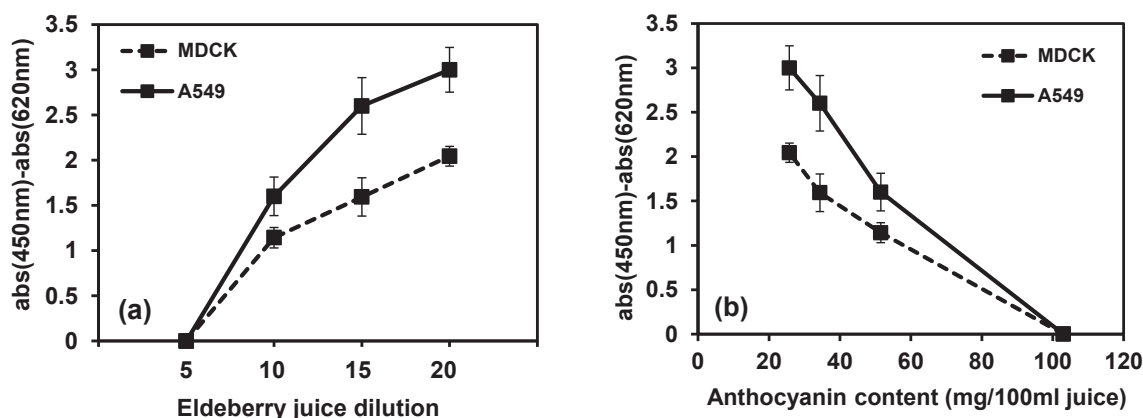 3.5
3
2.5
2
1.5
1
0.5
0
abs(450nm)-abs(620nm)
MDCK
A549
(a)
5 10 15 20
Eldeberry juice dilution
3.5
3
2.5
2
1.5
1
0.5
0
abs(450nm)-abs(620nm)
MDCK
A549
(b)
0 20 40 60 80 100 120
Anthocyanin content (mg/100ml juice)